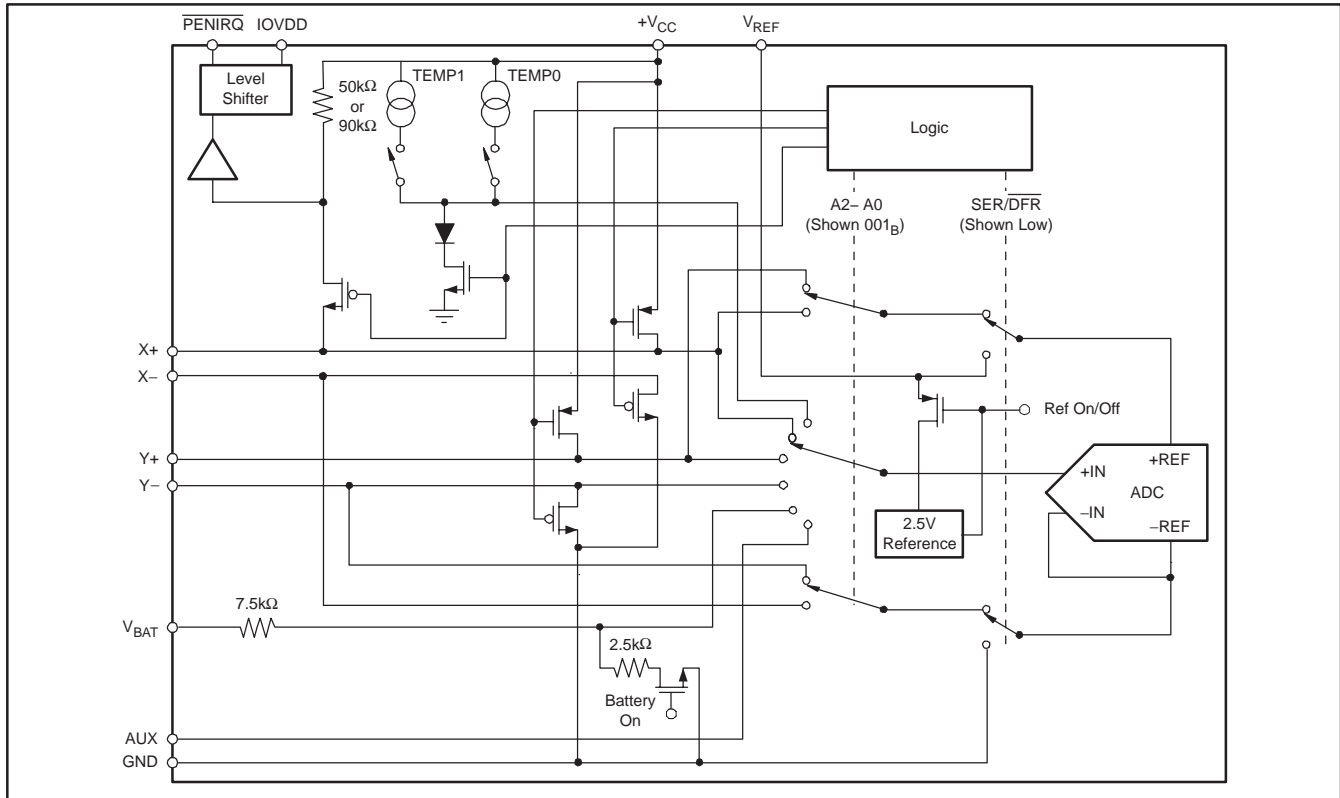 PENIRQ IOVDD
+VCC
VREF
Level
Shifter
50kΩ
or
90kΩ
TEMP1
TEMP0
Logic
A2– A0
(Shown 001B)
SER/DFR
(Shown Low)
X+
X–
Y+
Y–
Ref On/Off
+IN
+REF
ADC
–IN
–REF
2.5V
Reference
7.5kΩ
VBAT
2.5kΩ
Battery
On
AUX
GND